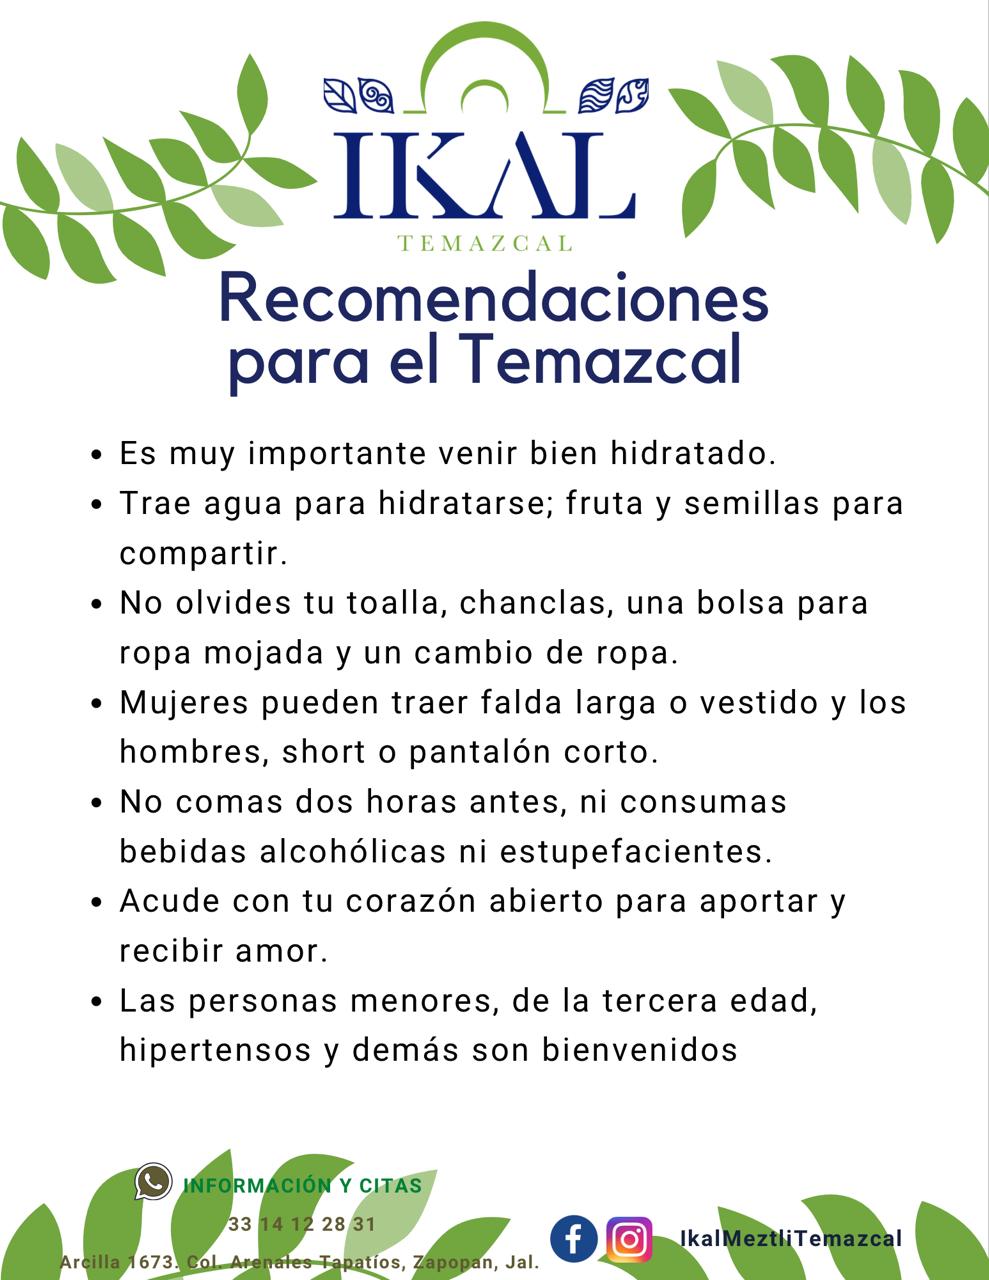 IKAL
TEMAZCAL
Recomendaciones
para el Temazcal
• Es muy importante venir bien hidratado.
• Trae agua para hidratarse; fruta y semillas para
compartir.
• No olvides tu toalla, chanclas, una bolsa para
ropa mojada y un cambio de ropa.
• Mujeres pueden traer falda larga o vestido y los
hombres, short o pantalón corto.
• No comas dos horas antes, ni consumas
bebidas alcohólicas ni estupefacientes.
• Acude con tu corazón abierto para aportar y
recibir amor.
• Las personas menores, de la tercera edad,
hipertensos y demás son bienvenidos
INFORMACIÓN Y CITAS
33 14 12 28 31
Arcilla 1673. Col. Arenales Tapatíos, Zapopan, Jal.
IkalMeztliTemazcal